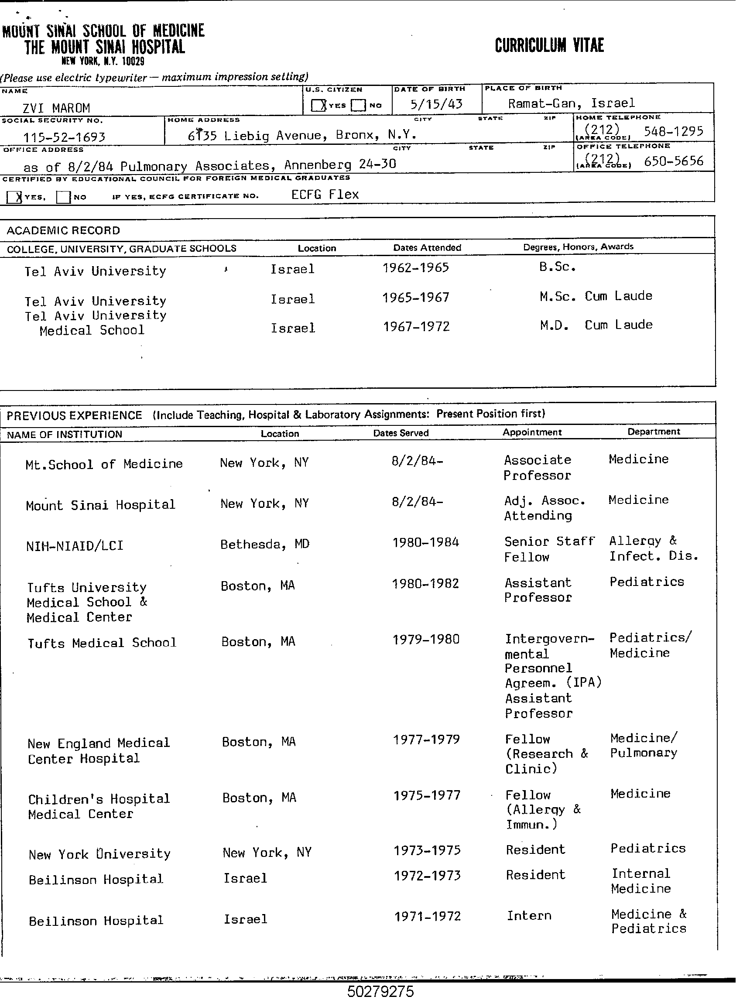 MOUNT SINAI SCHOOL OF MEDICINE
THE MOUNT SINAI HOSPITAL
NEW YORK, N.Y. 10029
CURRICULUM VITAE
(Please use electric typewriter — maximum impression setting)
NAME U.S. CITIZEN DATE OF BIRTH PLACE OF BIRTH
ZVI MAROM X YES NO 5/15/43 Ramat-Gan, Israel
SOCIAL SECURITY NO. HOME ADDRESS CITY STATE ZIP HOME TELEPHONE
115-52-1693 6135 Liebig Avenue, Bronx, N.Y. (212) 548-1295
(AREA CODE)
OFFICE ADDRESS CITY STATE ZIP OFFICE TELEPHONE
as of 8/2/84 Pulmonary Associates, Annenberg 24-30 (212) 650-5656
(AREA CODE)
CERTIFIED BY EDUCATIONAL COUNCIL FOR FOREIGN MEDICAL GRADUATES
X YES, NO IF YES, ECFG CERTIFICATE NO. ECFG Flex
ACADEMIC RECORD
COLLEGE, UNIVERSITY, GRADUATE SCHOOLS Location Dates Attended Degrees, Honors, Awards
Tel Aviv University Israel 1962-1965 B.Sc.
Tel Aviv University Israel 1965-1967 M.Sc. Cum Laude
Tel Aviv University
Medical School Israel 1967-1972 M.D. Cum Laude
PREVIOUS EXPERIENCE (Include Teaching, Hospital & Laboratory Assignments: Present Position first)
NAME OF INSTITUTION Location Dates Served Appointment Department
Mt.School of Medicine New York, NY 8/2/84- Associate Medicine
Professor
Mount Sinai Hospital New York, NY 8/2/84- Adj. Assoc. Medicine
Attending
NIH-NIAID/LCI Bethesda, MD 1980-1984 Senior Staff Allergy &
Fellow Infect. Dis.
Tufts University Boston, MA 1980-1982 Assistant Pediatrics
Medical School & Professor
Medical Center
Tufts Medical School Boston, MA 1979-1980 Intergovern- Pediatrics/
mental Medicine
Personnel
Agreem. (IPA)
Assistant
Professor
New England Medical Boston, MA 1977-1979 Fellow Medicine/
Center Hospital (Research & Pulmonary
Clinic)
Children's Hospital Boston, MA 1975-1977 Fellow Medicine
Medical Center (Allergy &
Immun.)
New York University New York, NY 1973-1975 Resident Pediatrics
Beilinson Hospital Israel 1972-1973 Resident Internal
Medicine
Beilinson Hospital Israel 1971-1972 Intern Medicine &
Pediatrics
50279275